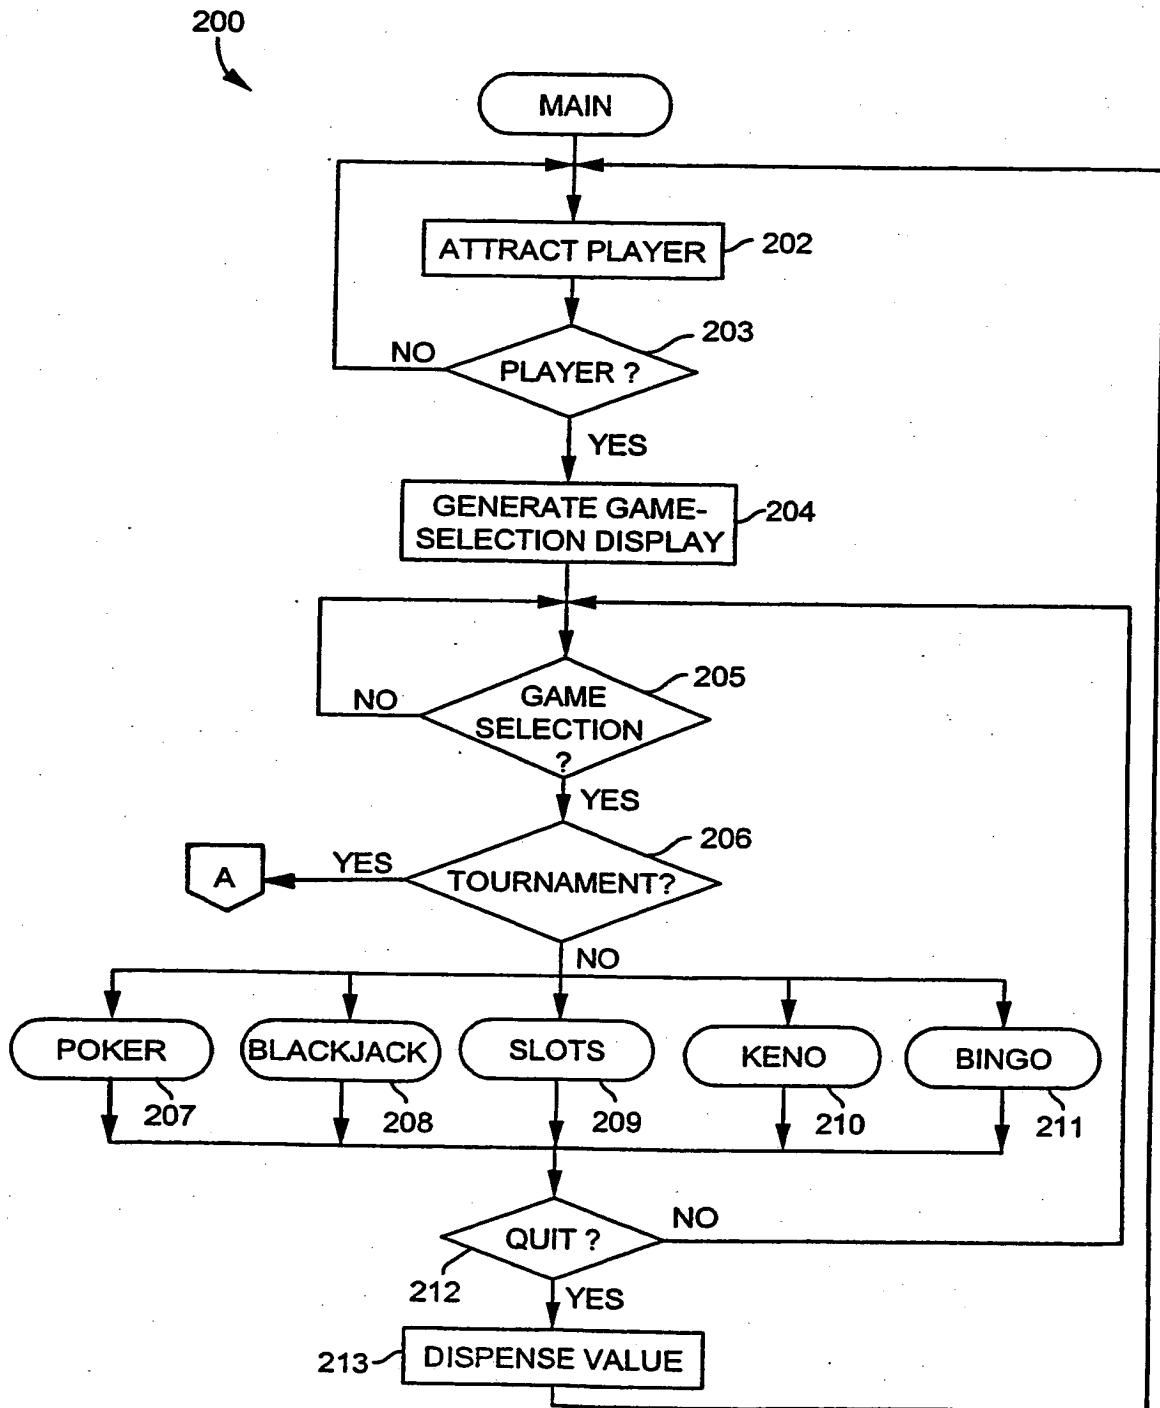 200
MAIN
ATTRACT PLAYER
202
203
NO
PLAYER ?
YES
GENERATE GAME-
SELECTION DISPLAY
204
205
NO
GAME
SELECTION
?
YES
206
A
YES
TOURNAMENT?
NO
POKER
BLACKJACK
SLOTS
KENO
BINGO
207
208
209
210
211
QUIT ?
NO
212
YES
213
DISPENSE VALUE